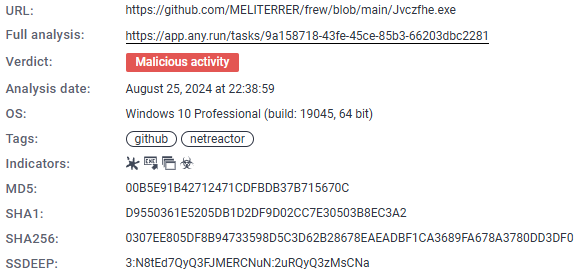 URL: https://github.com/MELITERRER/frew/blob/main/Jvczfhe.exe
Full analysis: https://app.any.run/tasks/9a158718-43fe-45ce-85b3-66203dbc2281
Verdict: Malicious activity
Analysis date: August 25, 2024 at 22:38:59
OS: Windows 10 Professional (build: 19045, 64 bit)
Tags: github netreactor
Indicators:
MD5: 00B5E91B42712471CDFBDB37B715670C
SHA1: D9550361E5205DB1D2DF9D02CC7E30503B8EC3A2
SHA256: 0307EE805DF8B94733598D5C3D62B28678EAEADBF1CA3689FA678A3780DD3DF0
SSDEEP: 3:N8tEd7QyQ3FJMERCNuN:2uRQyQ3zMsCNa